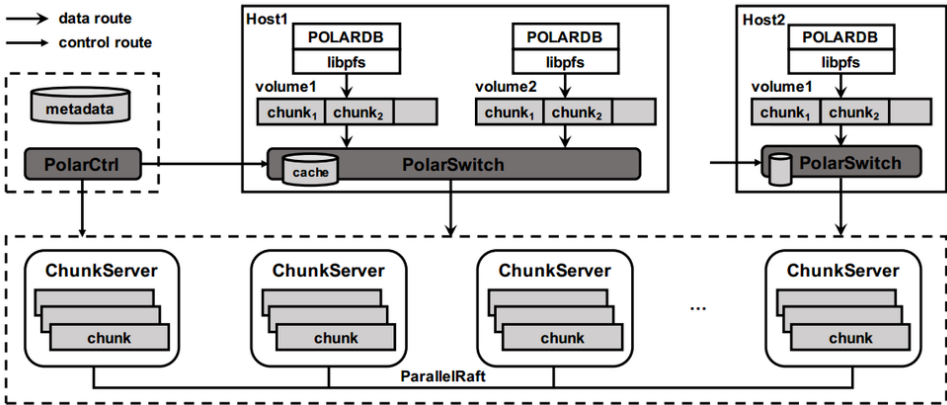 data route
control route
metadata
PolarCtrl
Host1
POLARDB
libpfs
volume1
chunk₁ chunk₂
POLARDB
libpfs
volume2
chunk₁ chunk₂
cache
PolarSwitch
Host2
POLARDB
libpfs
volume1
chunk₁ chunk₂
PolarSwitch
ChunkServer
chunk
ChunkServer
chunk
ChunkServer
chunk
...
ChunkServer
chunk
ParallelRaft